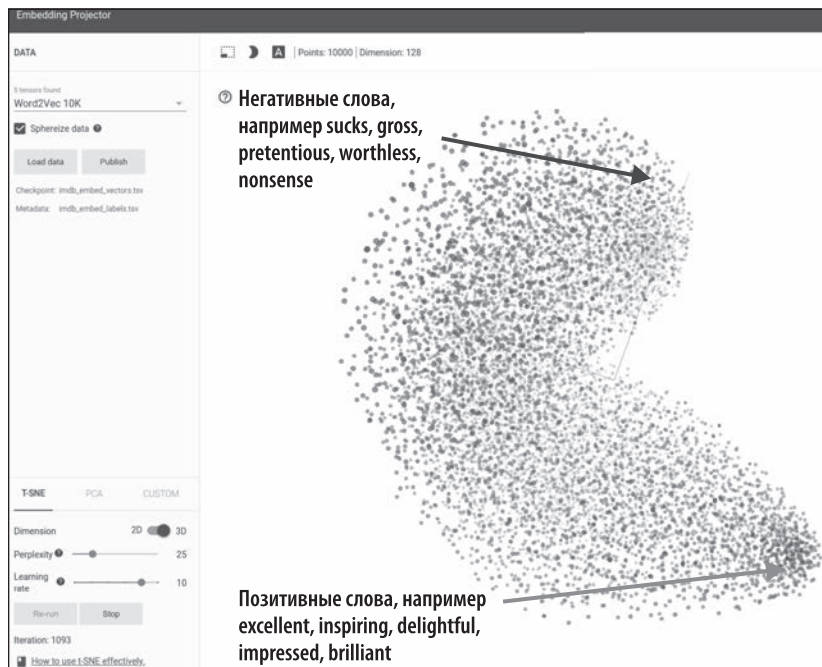 Embedding Projector
DATA
Points: 10000 | Dimension: 128
5 tensors found
Word2Vec 10K
Sphereize data
Load data
Publish
Checkpoint: imdb_embed_vectors.tsv
Metadata: imdb_embed_labels.tsv
Негативные слова,
например sucks, gross,
pretentious, worthless,
nonsense
T-SNE
PCA
CUSTOM
Dimension 2D 3D
Perplexity 25
Learning
rate
10
Re-run
Stop
Iteration: 1093
How to use t-SNE effectively.
Позитивные слова, например
excellent, inspiring, delightful,
impressed, brilliant